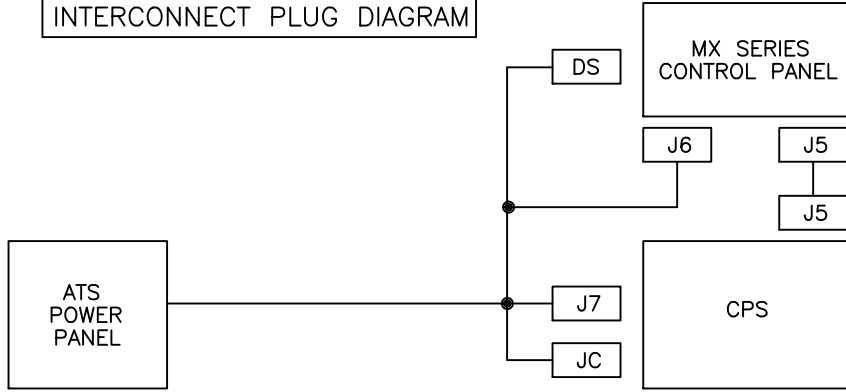 INTERCONNECT PLUG DIAGRAM
DS
MX SERIES
CONTROL PANEL
J6
J5
J5
ATS
POWER
PANEL
J7
CPS
JC